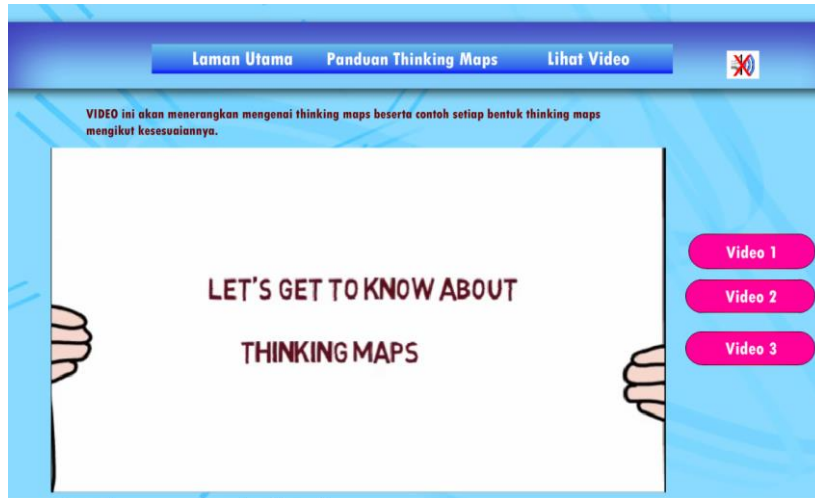 Laman Utama Panduan Thinking Maps Lihat Video
VIDEO ini akan menerangkan mengenai thinking maps beserta contoh setiap bentuk thinking maps
mengikut kesesuaiannya.
LET'S GET TO KNOW ABOUT
THINKING MAPS
Video 1
Video 2
Video 3